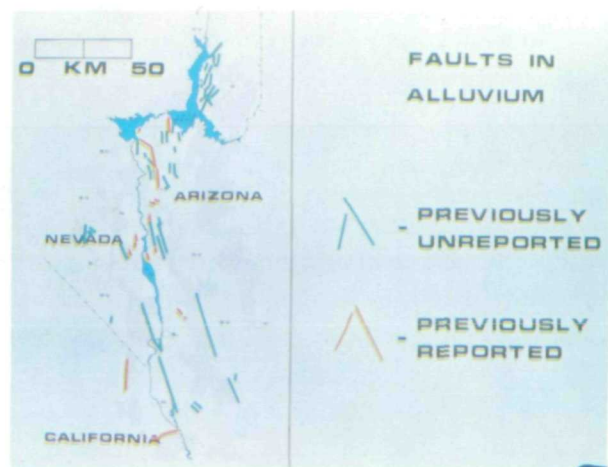 0 KM 50
ARIZONA
NEVADA
CALIFORNIA
FAULTS IN
ALLUVIUM
- PREVIOUSLY
UNREPORTED
- PREVIOUSLY
REPORTED